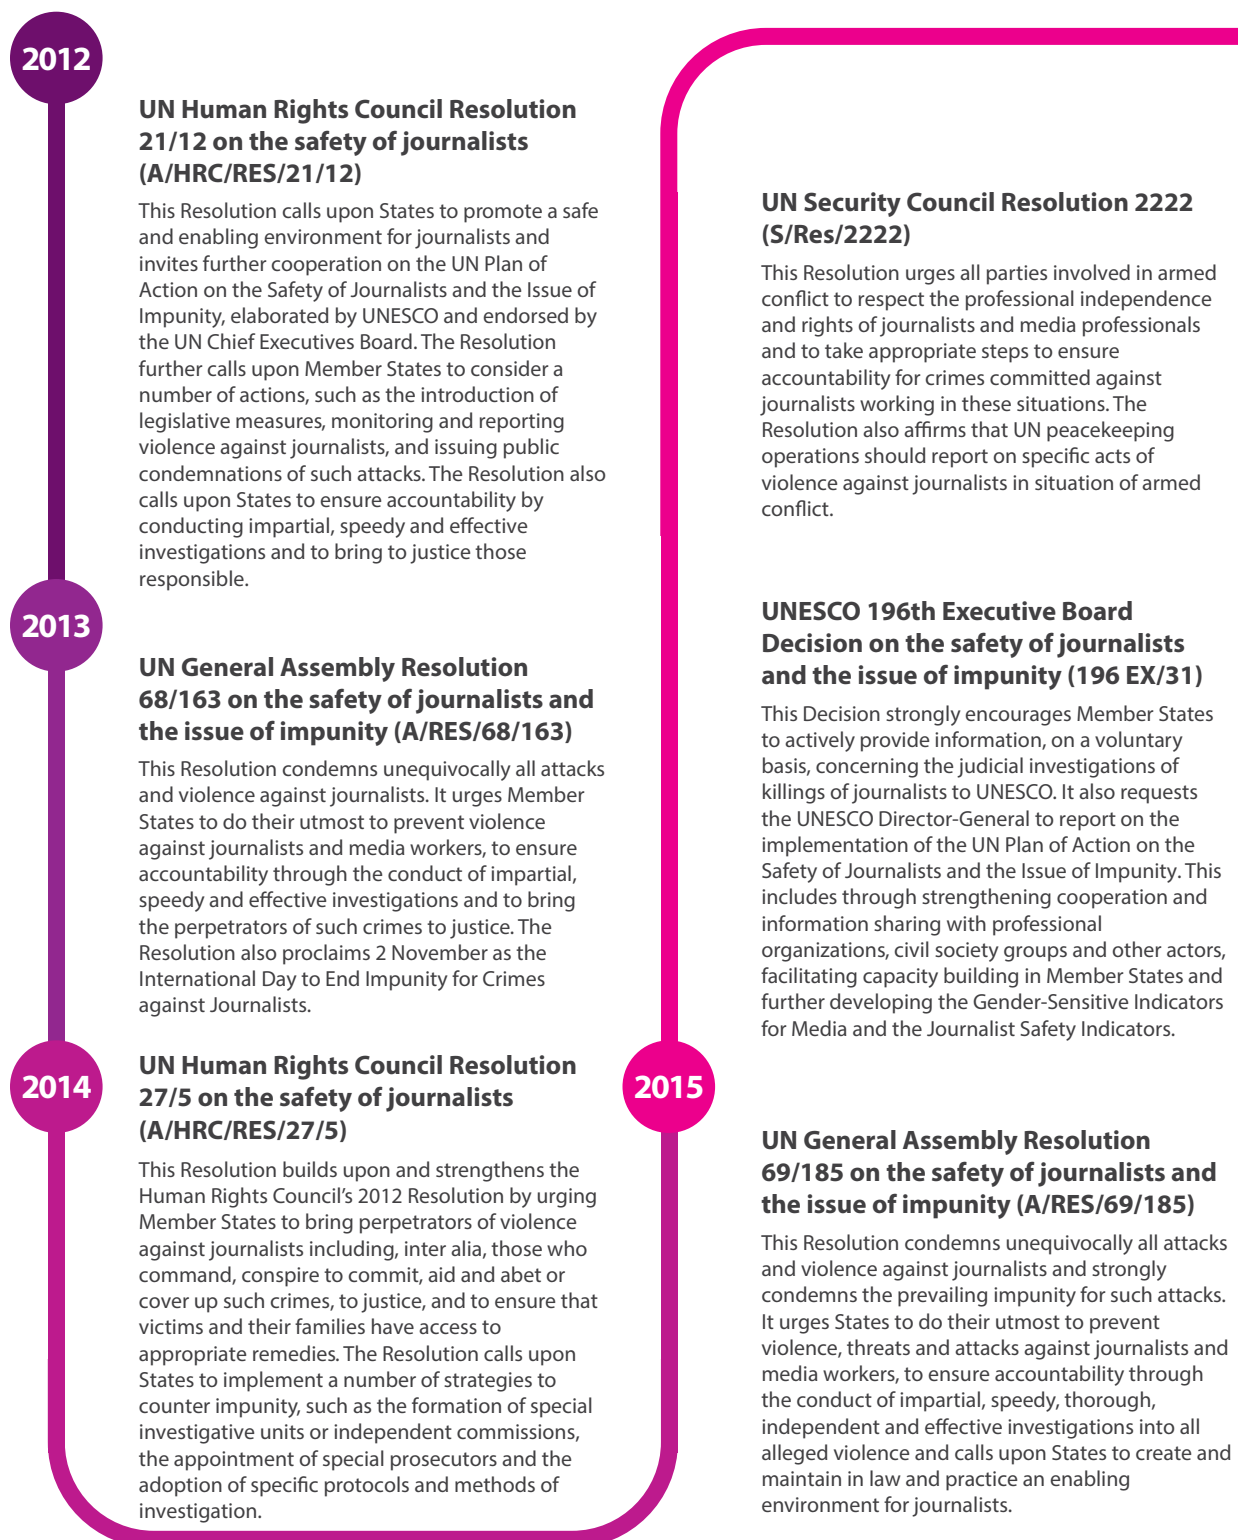 2012
UN Human Rights Council Resolution
21/12 on the safety of journalists
(A/HRC/RES/21/12)
This Resolution calls upon States to promote a safe
and enabling environment for journalists and
invites further cooperation on the UN Plan of
Action on the Safety of Journalists and the Issue of
Impunity, elaborated by UNESCO and endorsed by
the UN Chief Executives Board. The Resolution
further calls upon Member States to consider a
number of actions, such as the introduction of
legislative measures, monitoring and reporting
violence against journalists, and issuing public
condemnations of such attacks. The Resolution also
calls upon States to ensure accountability by
conducting impartial, speedy and effective
investigations and to bring to justice those
responsible.
2013
UN General Assembly Resolution
68/163 on the safety of journalists and
the issue of impunity (A/RES/68/163)
This Resolution condemns unequivocally all attacks
and violence against journalists. It urges Member
States to do their utmost to prevent violence
against journalists and media workers, to ensure
accountability through the conduct of impartial,
speedy and effective investigations and to bring
the perpetrators of such crimes to justice. The
Resolution also proclaims 2 November as the
International Day to End Impunity for Crimes
against Journalists.
2014
UN Human Rights Council Resolution
27/5 on the safety of journalists
(A/HRC/RES/27/5)
This Resolution builds upon and strengthens the
Human Rights Council’s 2012 Resolution by urging
Member States to bring perpetrators of violence
against journalists including, inter alia, those who
command, conspire to commit, aid and abet or
cover up such crimes, to justice, and to ensure that
victims and their families have access to
appropriate remedies. The Resolution calls upon
States to implement a number of strategies to
counter impunity, such as the formation of special
investigative units or independent commissions,
the appointment of special prosecutors and the
adoption of specific protocols and methods of
investigation.
UN Security Council Resolution 2222
(S/Res/2222)
This Resolution urges all parties involved in armed
conflict to respect the professional independence
and rights of journalists and media professionals
and to take appropriate steps to ensure
accountability for crimes committed against
journalists working in these situations. The
Resolution also affirms that UN peacekeeping
operations should report on specific acts of
violence against journalists in situation of armed
conflict.
UNESCO 196th Executive Board
Decision on the safety of journalists
and the issue of impunity (196 EX/31)
This Decision strongly encourages Member States
to actively provide information, on a voluntary
basis, concerning the judicial investigations of
killings of journalists to UNESCO. It also requests
the UNESCO Director-General to report on the
implementation of the UN Plan of Action on the
Safety of Journalists and the Issue of Impunity. This
includes through strengthening cooperation and
information sharing with professional
organizations, civil society groups and other actors,
facilitating capacity building in Member States and
further developing the Gender-Sensitive Indicators
for Media and the Journalist Safety Indicators.
2015
UN General Assembly Resolution
69/185 on the safety of journalists and
the issue of impunity (A/RES/69/185)
This Resolution condemns unequivocally all attacks
and violence against journalists and strongly
condemns the prevailing impunity for such attacks.
It urges States to do their utmost to prevent
violence, threats and attacks against journalists and
media workers, to ensure accountability through
the conduct of impartial, speedy, thorough,
independent and effective investigations into all
alleged violence and calls upon States to create and
maintain in law and practice an enabling
environment for journalists.